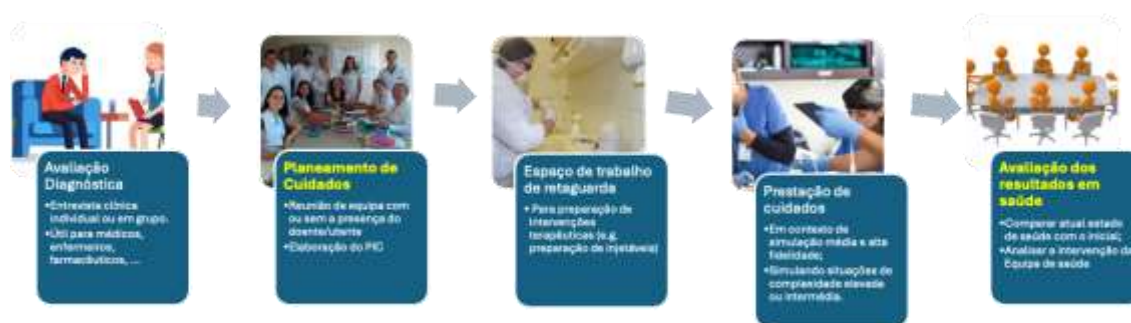 Avaliação
Diagnóstica
•Entrevista clínica
individual ou em grupo.
•Útil para médicos,
enfermeiros,
farmacêuticos, ...
Planeamento de
Cuidados
•Reunião de equipa com
ou sem a presença do
doente/utente
•Elaboração do PIC
Espaço de trabalho
de retaguarda
• Para preparação de
intervenções
terapêuticas (e.g.
preparação de injetáveis)
Prestação de
cuidados
•Em contexto de
simulação média e alta
fidelidade;
•Simulando situações de
complexidade elevada
ou intermédia.
Avaliação dos
resultados em
saúde
•Comparar atual estado
de saúde com o inicial;
•Analisar a intervenção da
Equipa de saúde